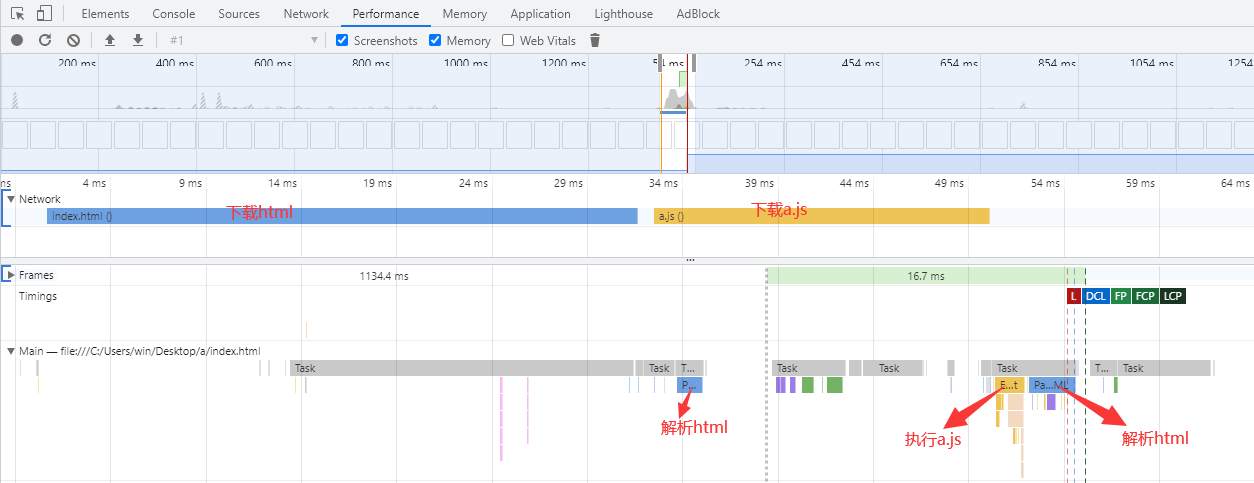 Elements Console Sources Network Performance Memory Application Lighthouse AdBlock
#1 Screenshots Memory Web Vitals
200 ms 400 ms 600 ms 800 ms 1000 ms 1200 ms 54 ms 254 ms 454 ms 654 ms 854 ms 1054 ms 1254
ms 4 ms 9 ms 14 ms 19 ms 24 ms 29 ms 34 ms 39 ms 44 ms 49 ms 54 ms 59 ms 64 ms
Network
index.html () 下载html a.js () 下载a.js
...
Frames 1134.4 ms 16.7 ms
Timings L DCL FP FCP LCP
Main — file:///C:/Users/win/Desktop/a/index.html
Task Task T... Task Task Task T... Task
P... E...t Pa...ML
解析html 执行a.js 解析html